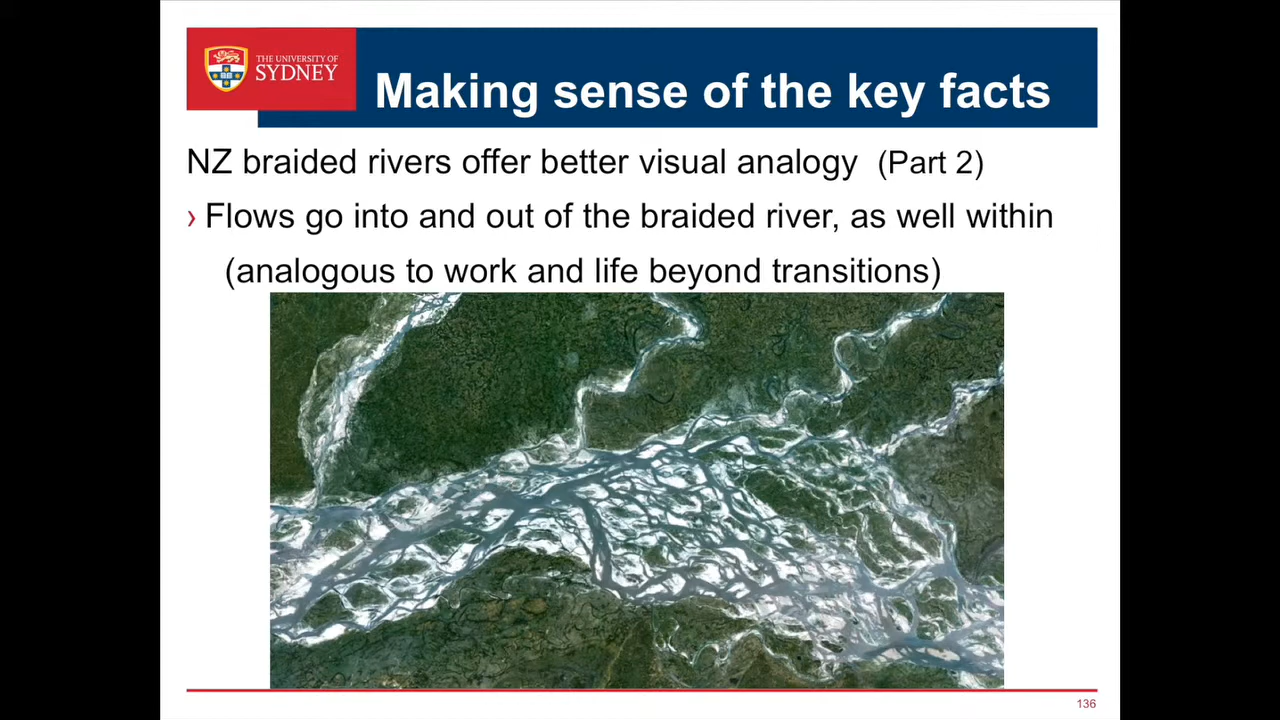 THE UNIVERSITY OF
SYDNEY
Making sense of the key facts
NZ braided rivers offer better visual analogy (Part 2)
› Flows go into and out of the braided river, as well within
(analogous to work and life beyond transitions)
136